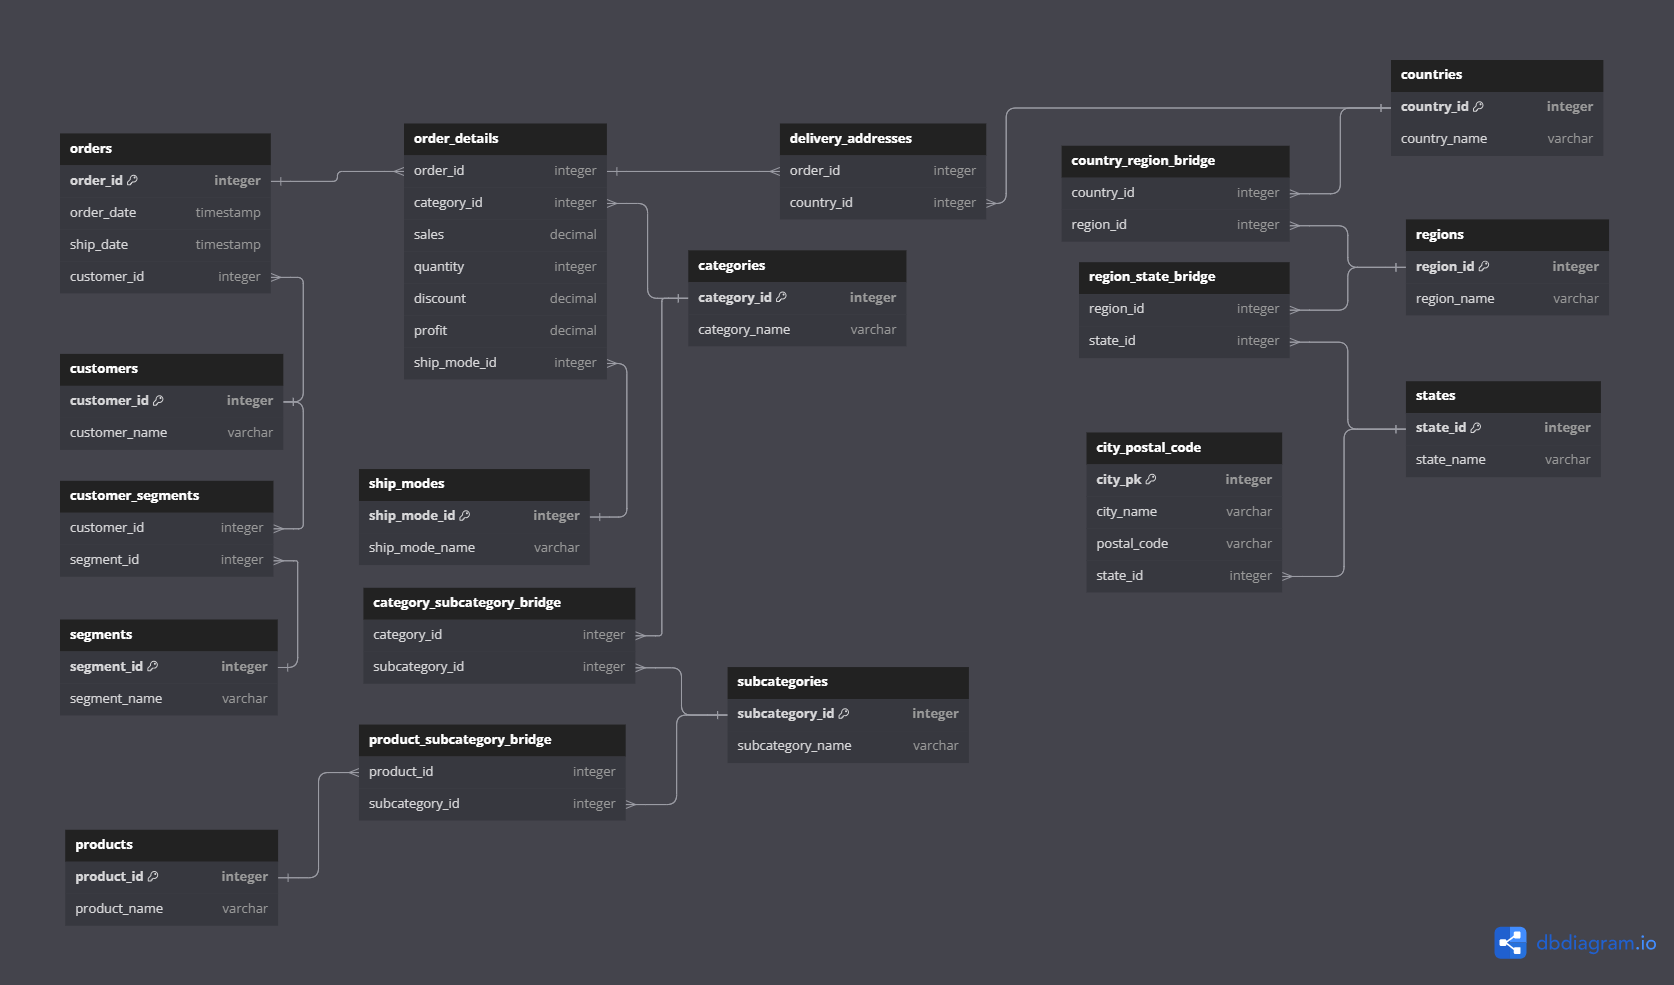 orders
order_id integer
order_date timestamp
ship_date timestamp
customer_id integer
customers
customer_id integer
customer_name varchar
customer_segments
customer_id integer
segment_id integer
segments
segment_id integer
segment_name varchar
products
product_id integer
product_name varchar
order_details
order_id integer
category_id integer
sales decimal
quantity integer
discount decimal
profit decimal
ship_mode_id integer
ship_modes
ship_mode_id integer
ship_mode_name varchar
category_subcategory_bridge
category_id integer
subcategory_id integer
product_subcategory_bridge
product_id integer
subcategory_id integer
delivery_addresses
order_id integer
country_id integer
categories
category_id integer
category_name varchar
subcategories
subcategory_id integer
subcategory_name varchar
country_region_bridge
country_id integer
region_id integer
region_state_bridge
region_id integer
state_id integer
city_postal_code
city_pk integer
city_name varchar
postal_code varchar
state_id integer
countries
country_id integer
country_name varchar
regions
region_id integer
region_name varchar
states
state_id integer
state_name varchar
dbdiagram.io